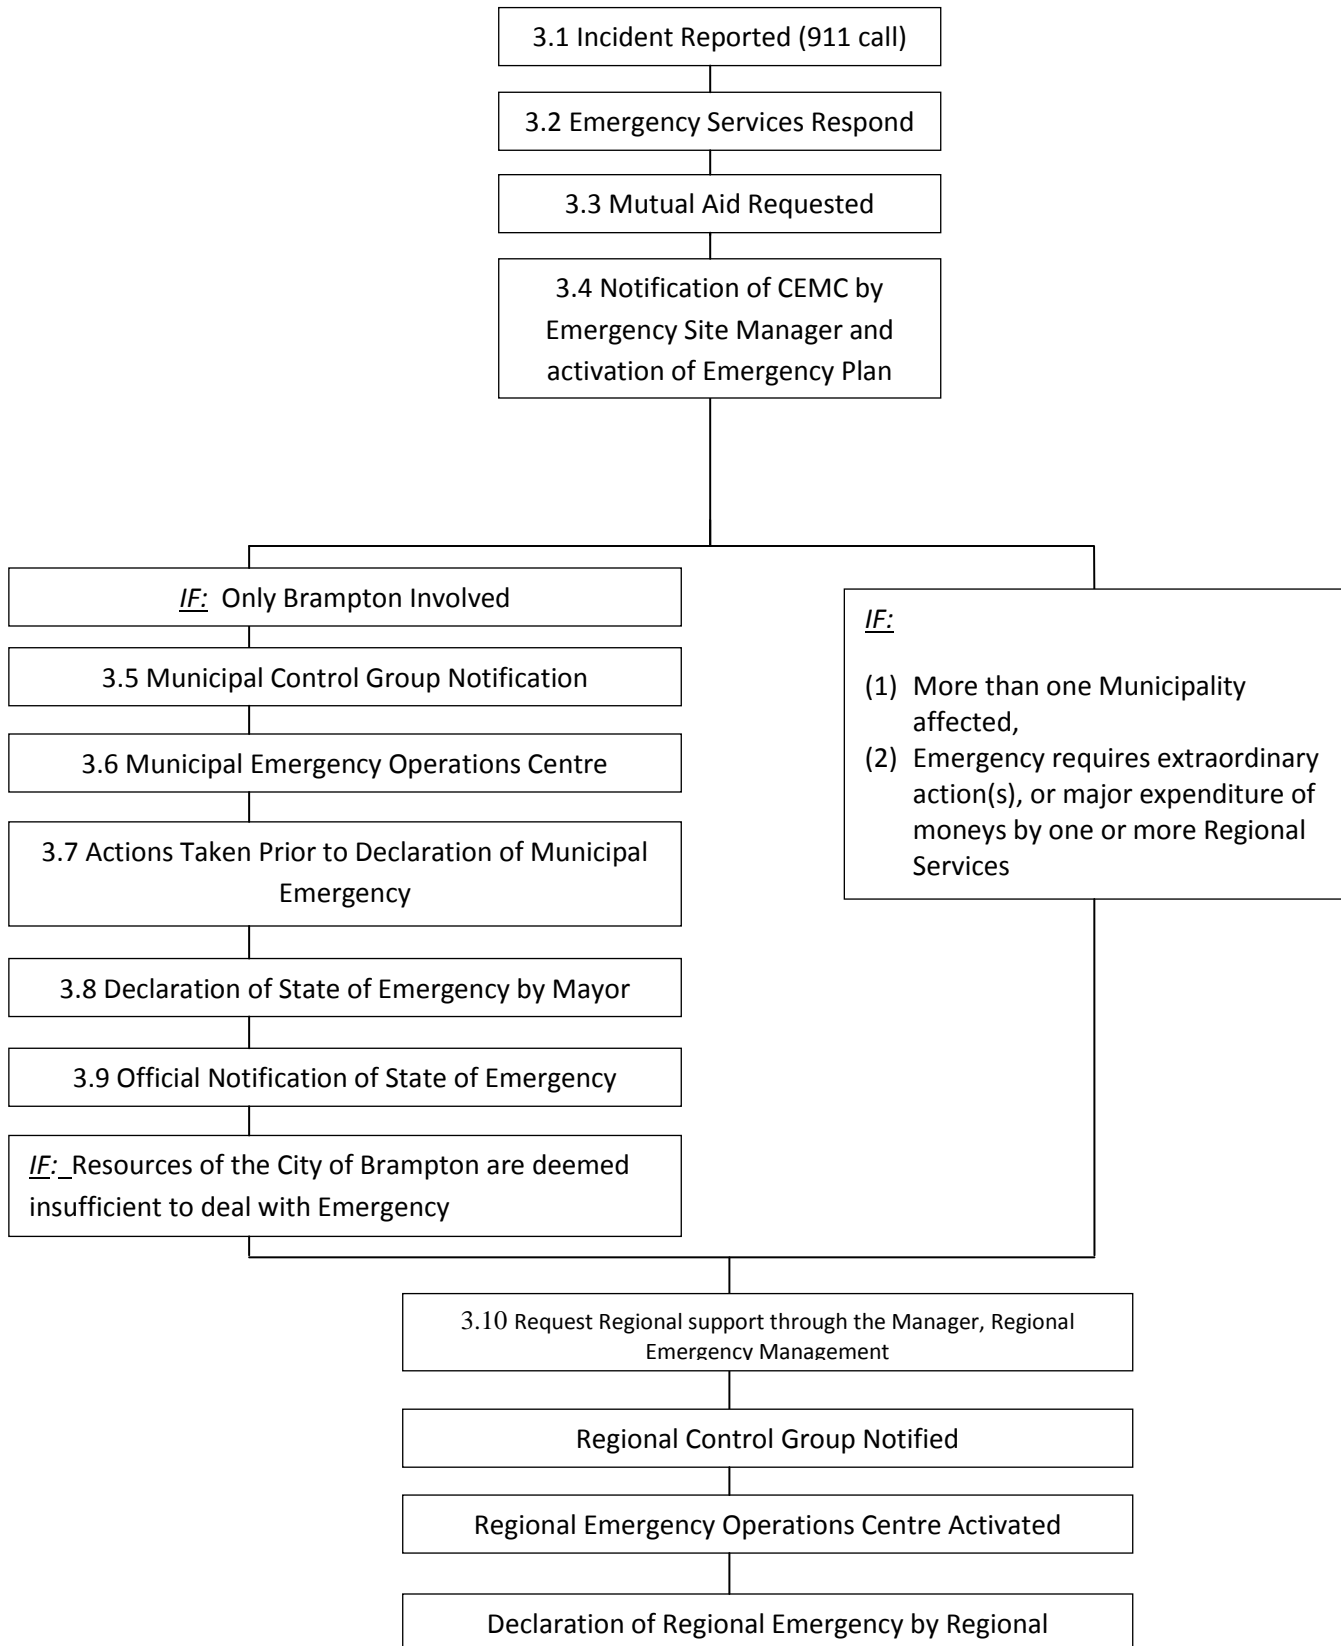 3.1 Incident Reported (911 call)
3.2 Emergency Services Respond
3.3 Mutual Aid Requested
3.4 Notification of CEMC by
Emergency Site Manager and
activation of Emergency Plan
IF: Only Brampton Involved
3.5 Municipal Control Group Notification
3.6 Municipal Emergency Operations Centre
3.7 Actions Taken Prior to Declaration of Municipal
Emergency
3.8 Declaration of State of Emergency by Mayor
3.9 Official Notification of State of Emergency
IF: Resources of the City of Brampton are deemed
insufficient to deal with Emergency
IF:
(1) More than one Municipality
affected,
(2) Emergency requires extraordinary
action(s), or major expenditure of
moneys by one or more Regional
Services
3.10 Request Regional support through the Manager, Regional
Emergency Management
Regional Control Group Notified
Regional Emergency Operations Centre Activated
Declaration of Regional Emergency by Regional